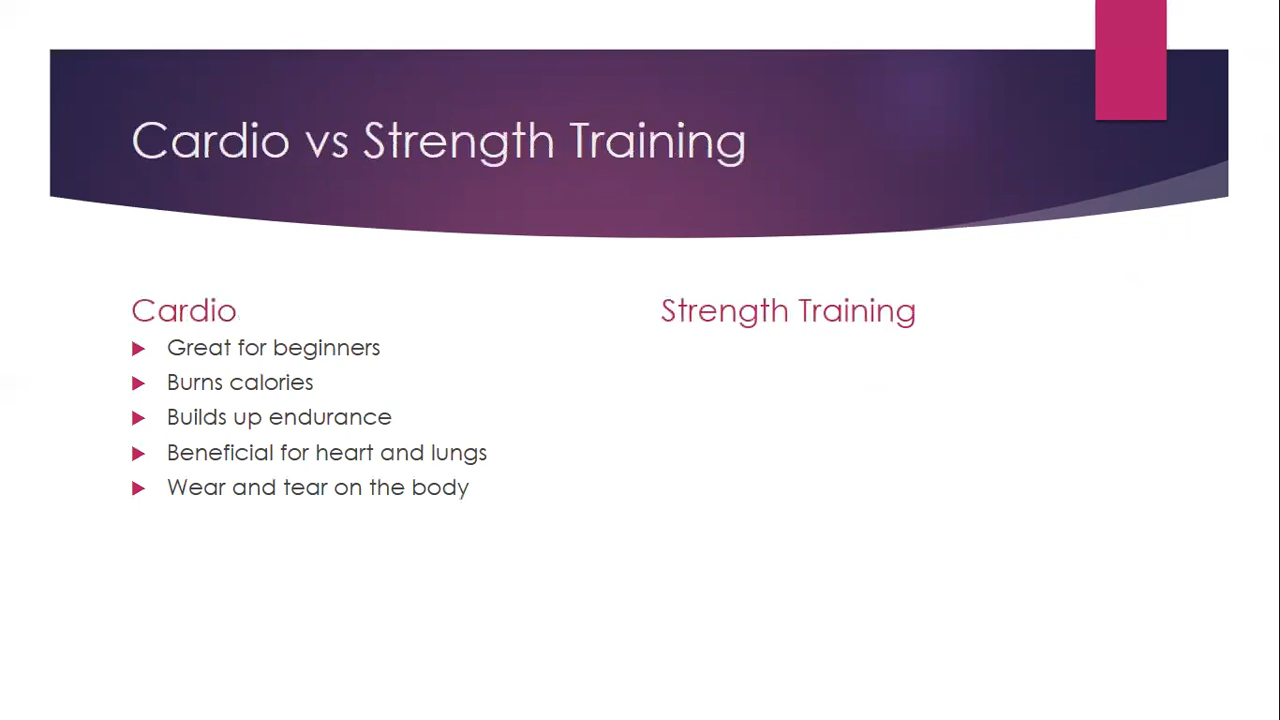 Cardio vs Strength Training
Cardio
Great for beginners
Burns calories
Builds up endurance
Beneficial for heart and lungs
Wear and tear on the body
Strength Training